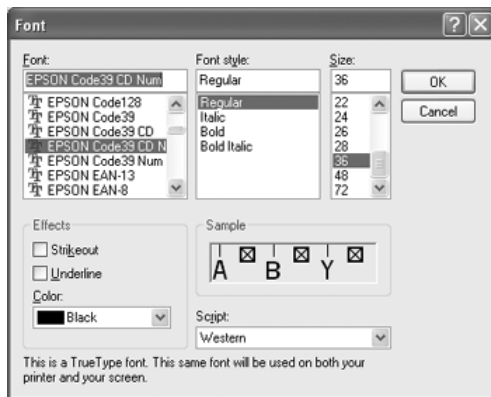 Font
Font:
EPSON Code39 CD Num
EPSON Code128
EPSON Code39
EPSON Code39 CD
EPSON Code39 CD N
EPSON Code39 Num
EPSON EAN-13
EPSON EAN-8
Font style:
Regular
Regular
Italic
Bold
Bold Italic
Size:
36
22
24
26
28
36
48
72
OK
Cancel
Effects
Strikeout
Underline
Color:
Black
Sample
A B Y
Script:
Western
This is a TrueType font. This same font will be used on both your
printer and your screen.